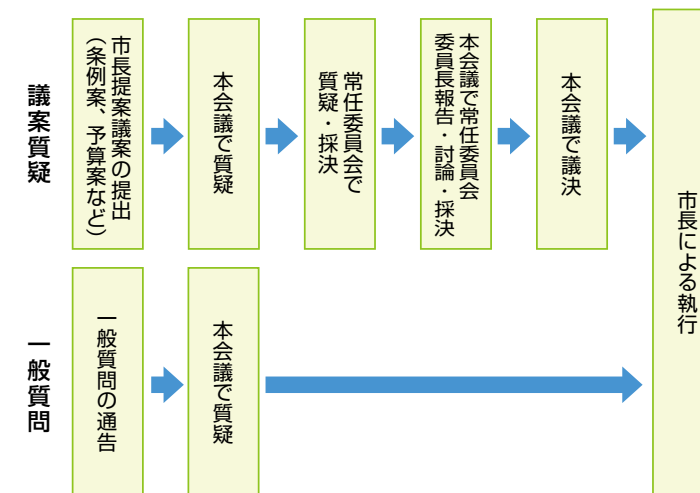 議案質疑
市長提案議案の提出
（条例案、予算案など）
本会議で質疑
常任委員会で
質疑・採決
本会議で常任委員会
委員長報告・討論・採決
本会議で議決
市長による執行
一般質問
一般質問の通告
本会議で質疑